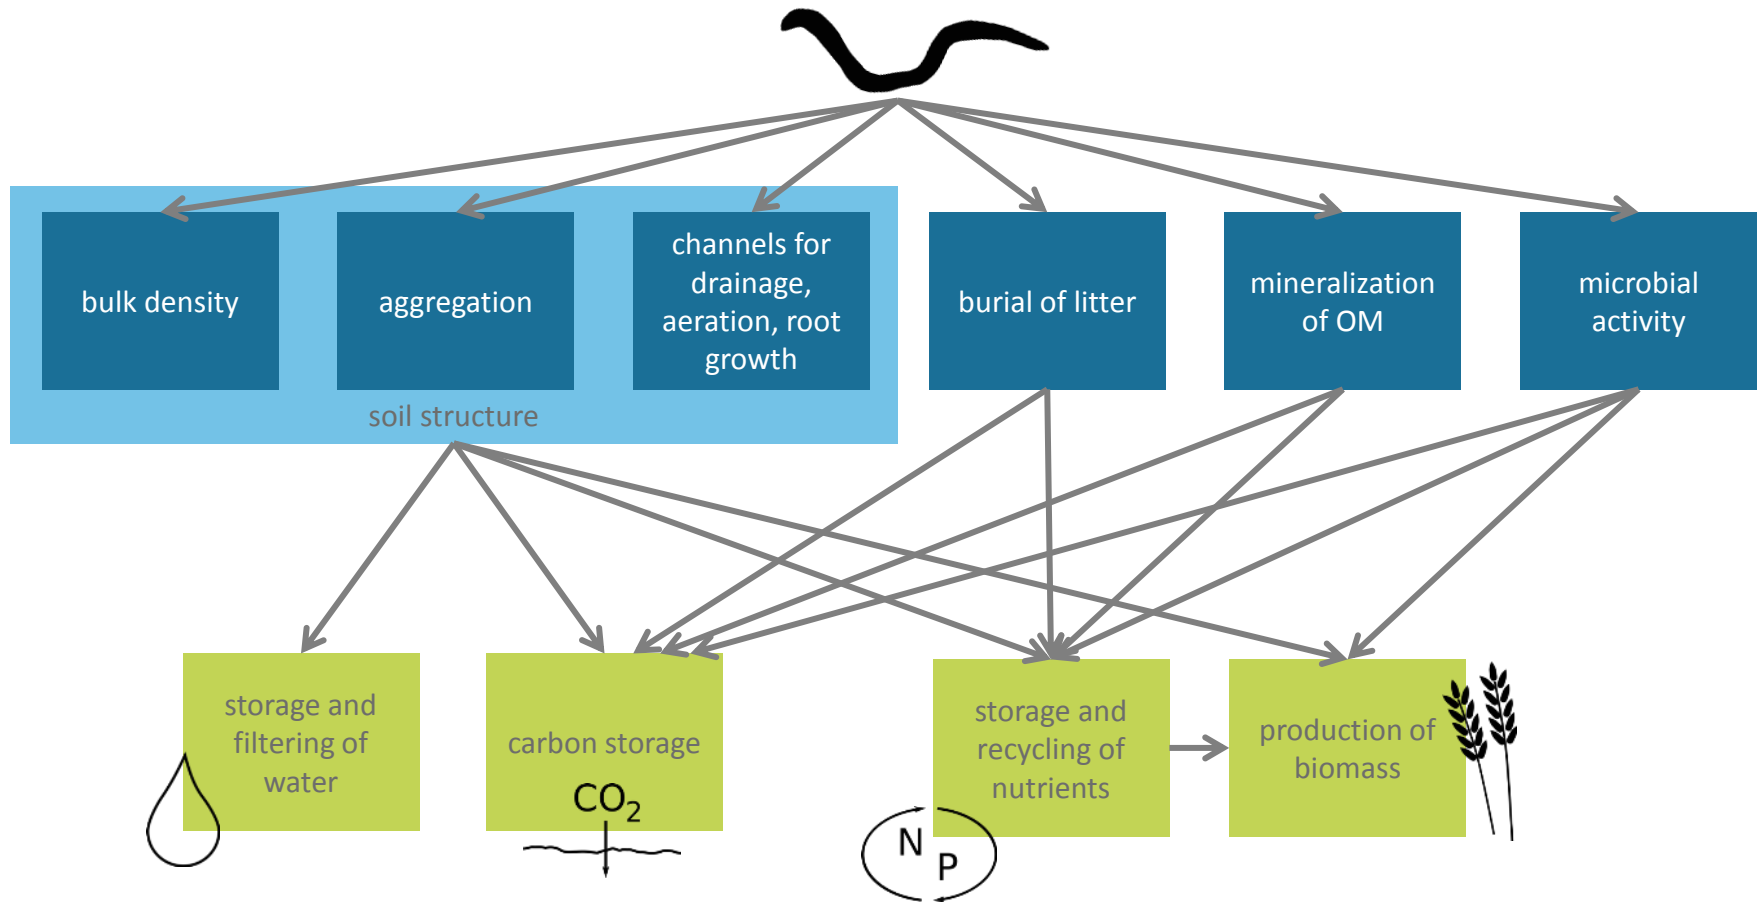 bulk density
aggregation
channels for
drainage,
aeration, root
growth
burial of litter
mineralization
of OM
microbial
activity
soil structure
storage and
filtering of
water
carbon storage
CO₂
storage and
recycling of
nutrients
N
P
production of
biomass